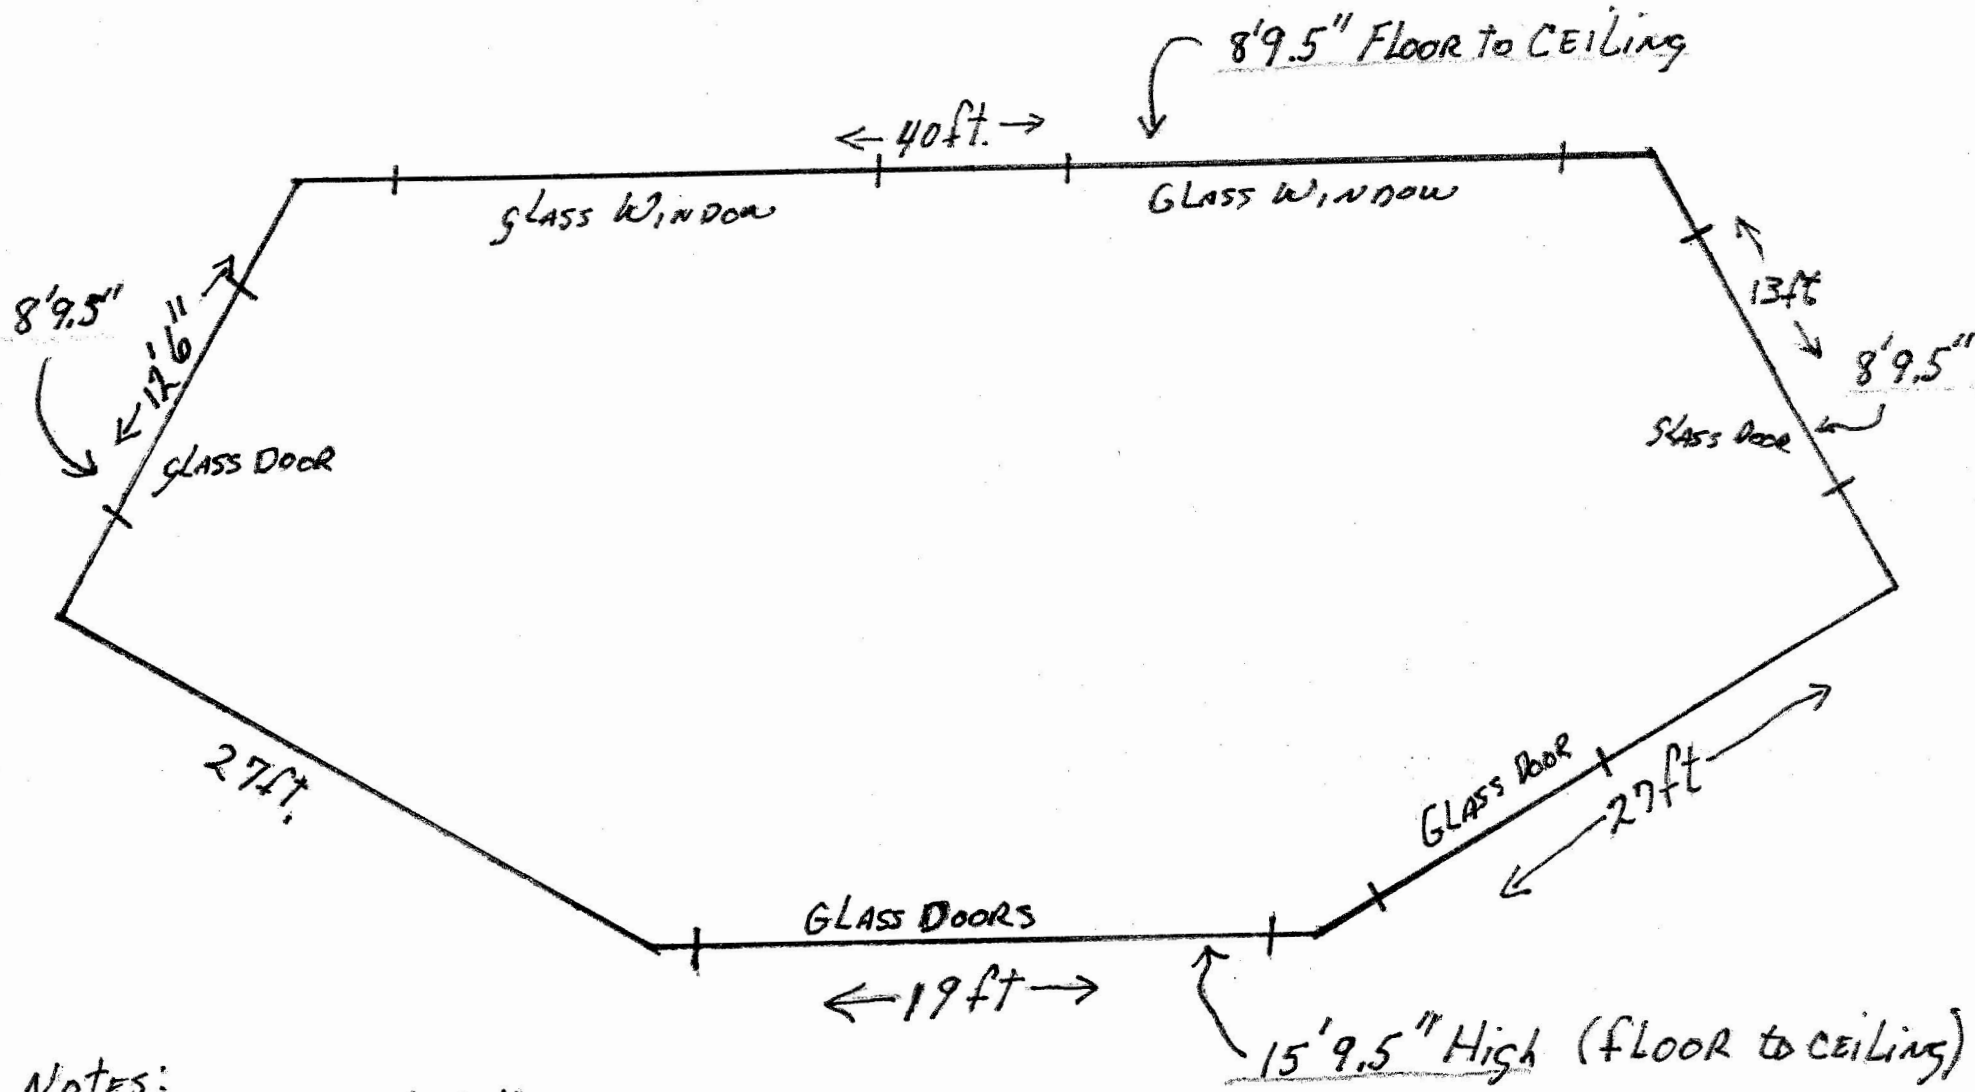 8'9.5" FLOOR to CEILING
40ft.
GLASS WINDOW
GLASS WINDOW
8'9.5"
12'6"
GLASS DOOR
13ft
8'9.5"
GLASS DOOR
27ft.
GLASS DOOR
27ft
GLASS DOORS
19ft
15'9.5" High (FLOOR to CEILING)
Notes: